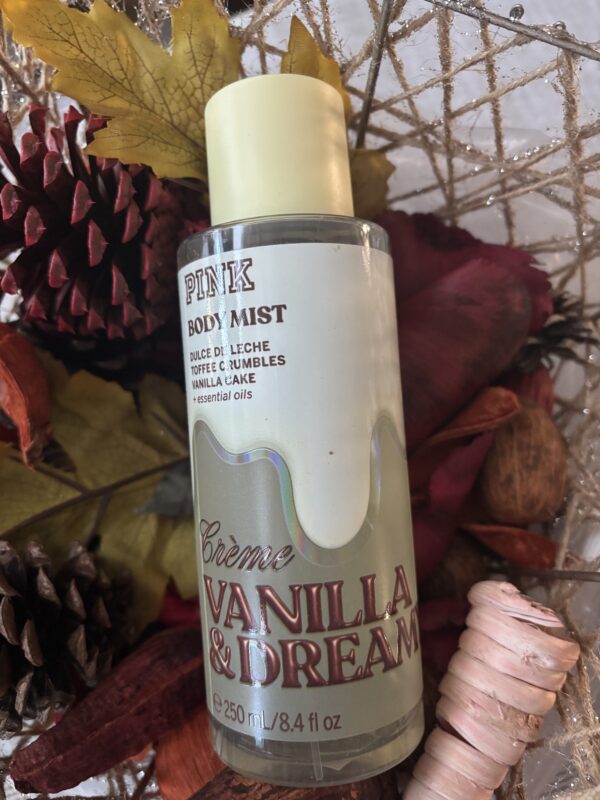 PINK
BODY MIST
DULCE DE LECHE
TOFFEE CRUMBLES
VANILLA CAKE
+ essential oils
Crème
VANILLA
& DREAM
℮ 250 mL/8.4 fl oz